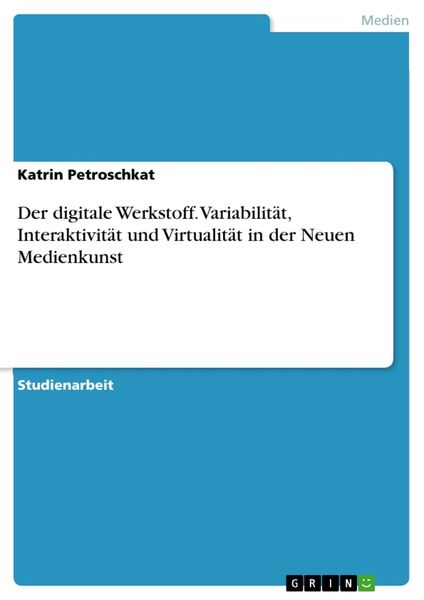 Medien
Katrin Petroschkat
Der digitale Werkstoff. Variabilität,
Interaktivität und Virtualität in der Neuen
Medienkunst
Studienarbeit
GRIN